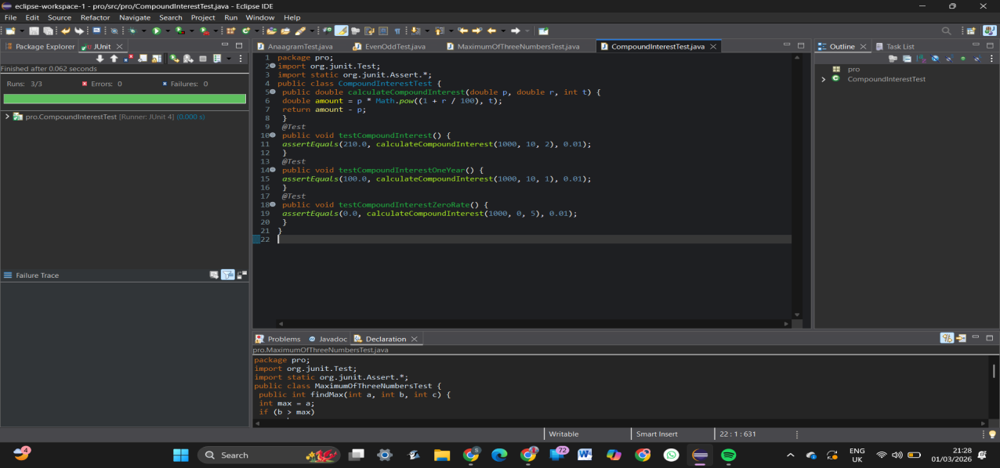 eclipse-workspace-1 - pro/src/pro/CompoundInterestTest.java - Eclipse IDE
File Edit Source Refactor Navigate Search Project Run Window Help
Package Explorer JUnit
Finished after 0.062 seconds
Runs: 3/3 Errors: 0 Failures: 0
pro.CompoundInterestTest [Runner: JUnit 4] (0.000 s)
Failure Trace
AnaagramTest.java EvenOddTest.java MaximumOfThreeNumbersTest.java CompoundInterestTest.java
1 package pro;
2 import org.junit.Test;
3 import static org.junit.Assert.*;
4 public class CompoundInterestTest {
5 public double calculateCompoundInterest(double p, double r, int t) {
6 double amount = p * Math.pow((1 + r / 100), t);
7 return amount - p;
8 }
9 @Test
10 public void testCompoundInterest() {
11 assertEquals(210.0, calculateCompoundInterest(1000, 10, 2), 0.01);
12 }
13 @Test
14 public void testCompoundInterestOneYear() {
15 assertEquals(100.0, calculateCompoundInterest(1000, 10, 1), 0.01);
16 }
17 @Test
18 public void testCompoundInterestZeroRate() {
19 assertEquals(0.0, calculateCompoundInterest(1000, 0, 5), 0.01);
20 }
21 }
22
Outline Task List
pro
CompoundInterestTest
Problems Javadoc Declaration
pro.MaximumOfThreeNumbersTest.java
package pro;
import org.junit.Test;
import static org.junit.Assert.*;
public class MaximumOfThreeNumbersTest {
public int findMax(int a, int b, int c) {
int max = a;
if (b > max)
Writable Smart Insert 22 : 1 : 631
4
Search
72
ENG
UK
21:28
01/03/2026